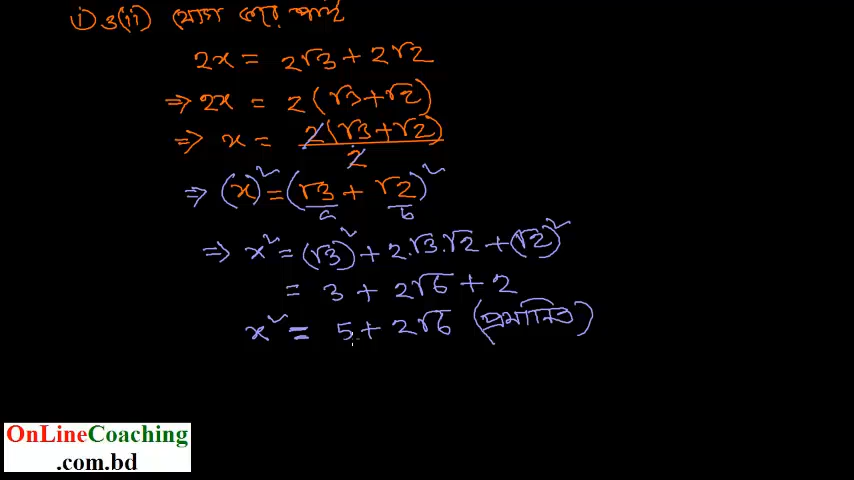 i) ও (ii) যোগ করে পাই
2x = 2√3 + 2√2
⇒ 2x = 2(√3+√2)
⇒ x = 2(√3+√2)
2
⇒ (x)² = (√3 + √2)²
a b
⇒ x² = (√3)² + 2.√3.√2 + (√2)²
= 3 + 2√6 + 2
x² = 5 + 2√6 (প্রমাণিত)
OnLineCoaching
.com.bd